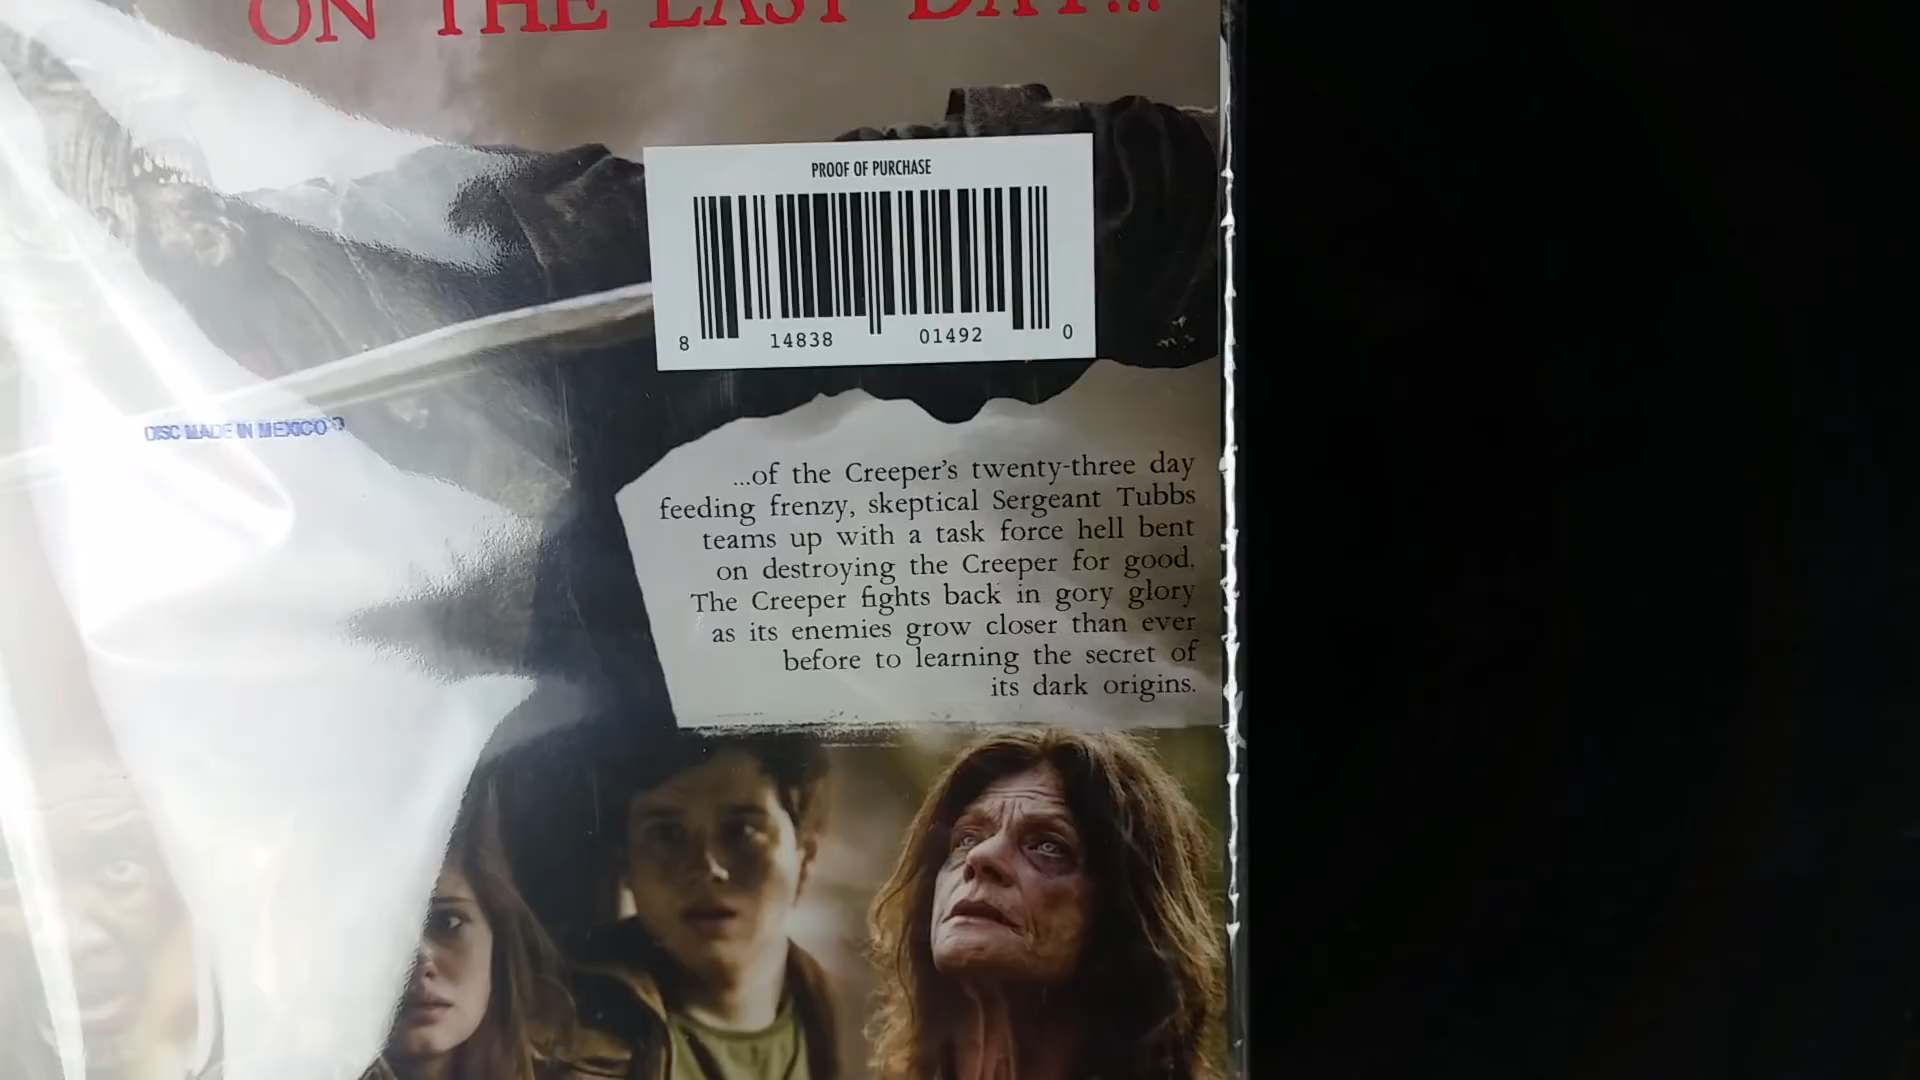 ON THE LAST DAY...
PROOF OF PURCHASE
8 14838 01492 0
DISC MADE IN MEXICO
...of the Creeper's twenty-three day
feeding frenzy, skeptical Sergeant Tubbs
teams up with a task force hell bent
on destroying the Creeper for good.
The Creeper fights back in gory glory
as its enemies grow closer than ever
before to learning the secret of
its dark origins.